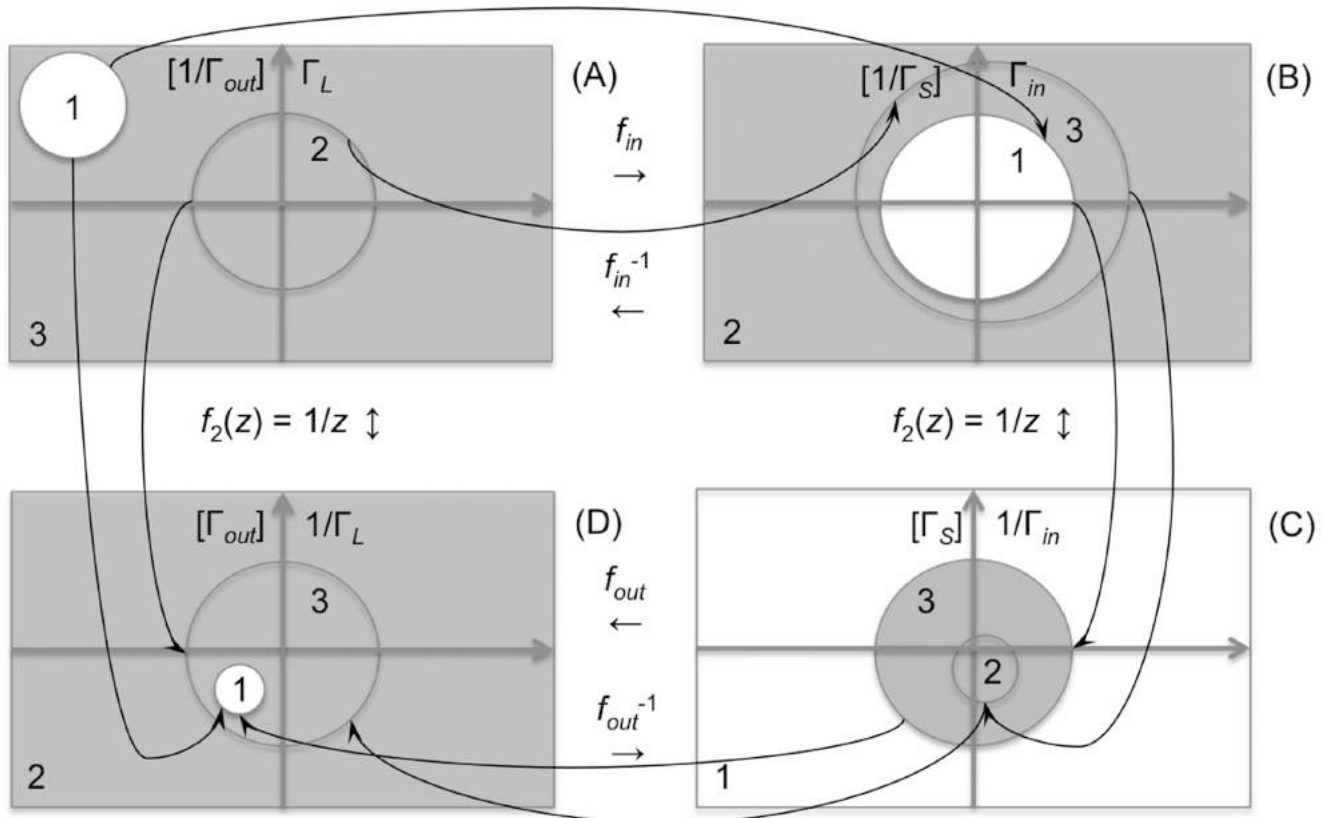 1
[1/Γout] ΓL
2
3
(A)
fin
→
fin-1
←
[1/ΓS] Γin
3
1
2
(B)
f2(z) = 1/z ↕
f2(z) = 1/z ↕
[Γout] 1/ΓL
3
1
2
(D)
fout
←
fout-1
→
[ΓS] 1/Γin
3
2
1
(C)